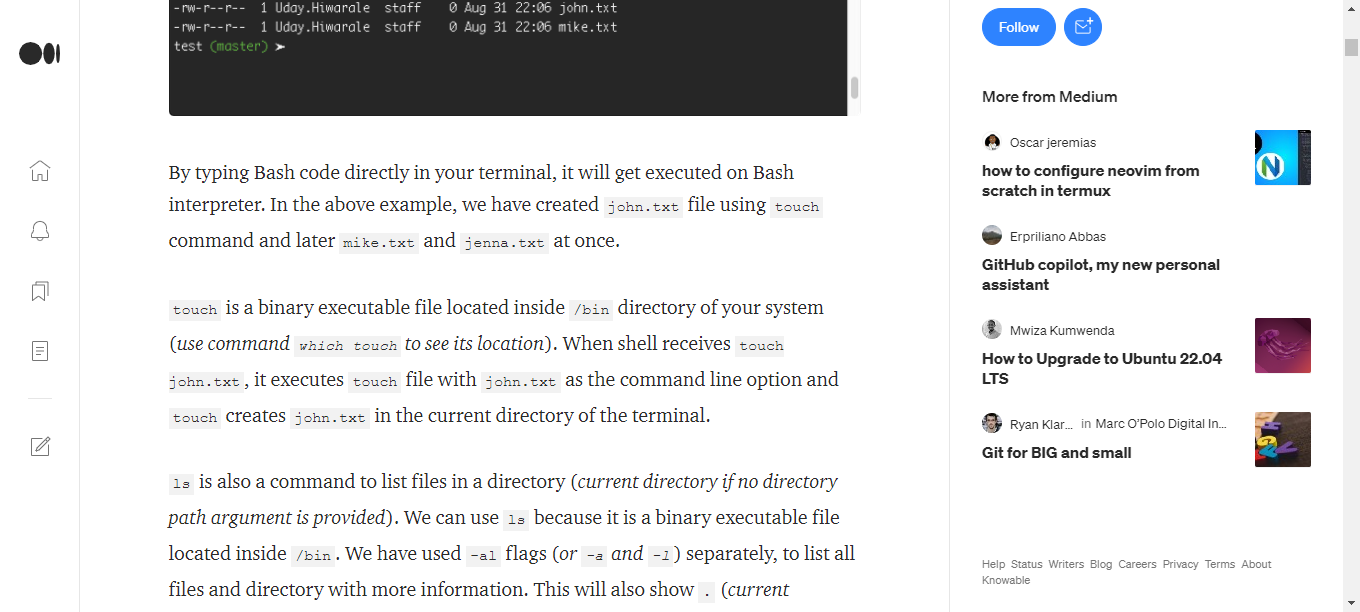 -rw-r--r-- 1 Uday.Hiwarale staff 0 Aug 31 22:06 john.txt
-rw-r--r-- 1 Uday.Hiwarale staff 0 Aug 31 22:06 mike.txt
test (master) ➤
By typing Bash code directly in your terminal, it will get executed on Bash
interpreter. In the above example, we have created john.txt file using touch
command and later mike.txt and jenna.txt at once.
touch is a binary executable file located inside /bin directory of your system
(use command which touch to see its location). When shell receives touch
john.txt, it executes touch file with john.txt as the command line option and
touch creates john.txt in the current directory of the terminal.
ls is also a command to list files in a directory (current directory if no directory
path argument is provided). We can use ls because it is a binary executable file
located inside /bin. We have used -al flags (or -a and -l) separately, to list all
files and directory with more information. This will also show . (current
Follow
More from Medium
Oscar jeremias
how to configure neovim from
scratch in termux
Erpriliano Abbas
GitHub copilot, my new personal
assistant
Mwiza Kumwenda
How to Upgrade to Ubuntu 22.04
LTS
Ryan Klar... in Marc O'Polo Digital In...
Git for BIG and small
Help Status Writers Blog Careers Privacy Terms About
Knowable